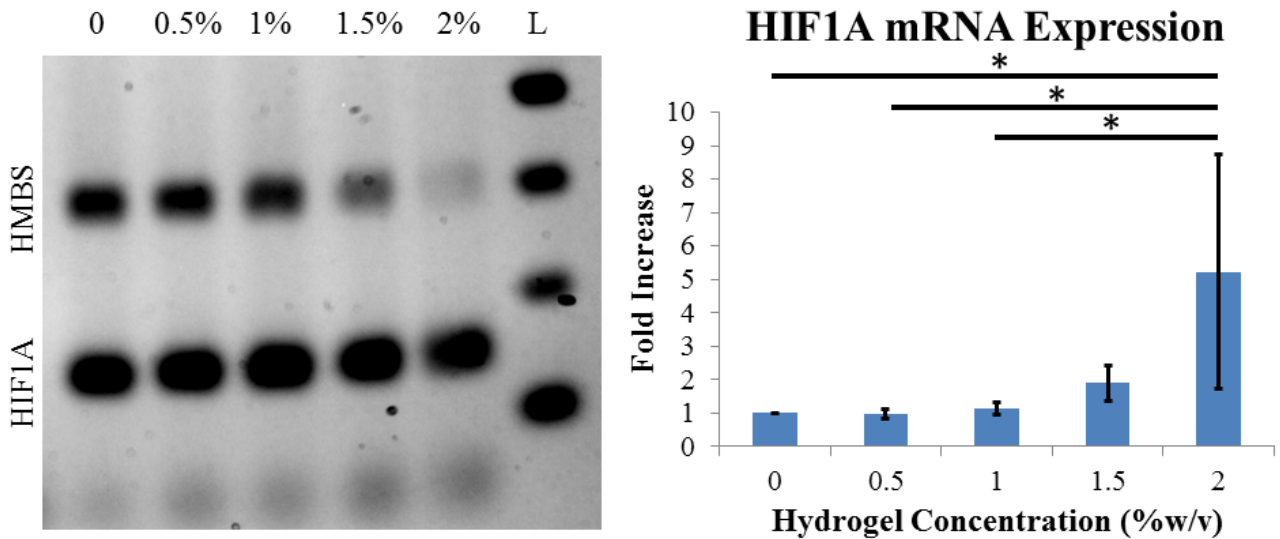 0 0.5% 1% 1.5% 2% L
HMBS
HIF1A
HIF1A mRNA Expression
*
*
*
10
9
8
7
6
5
4
3
2
1
0
Fold Increase
0 0.5 1 1.5 2
Hydrogel Concentration (%w/v)